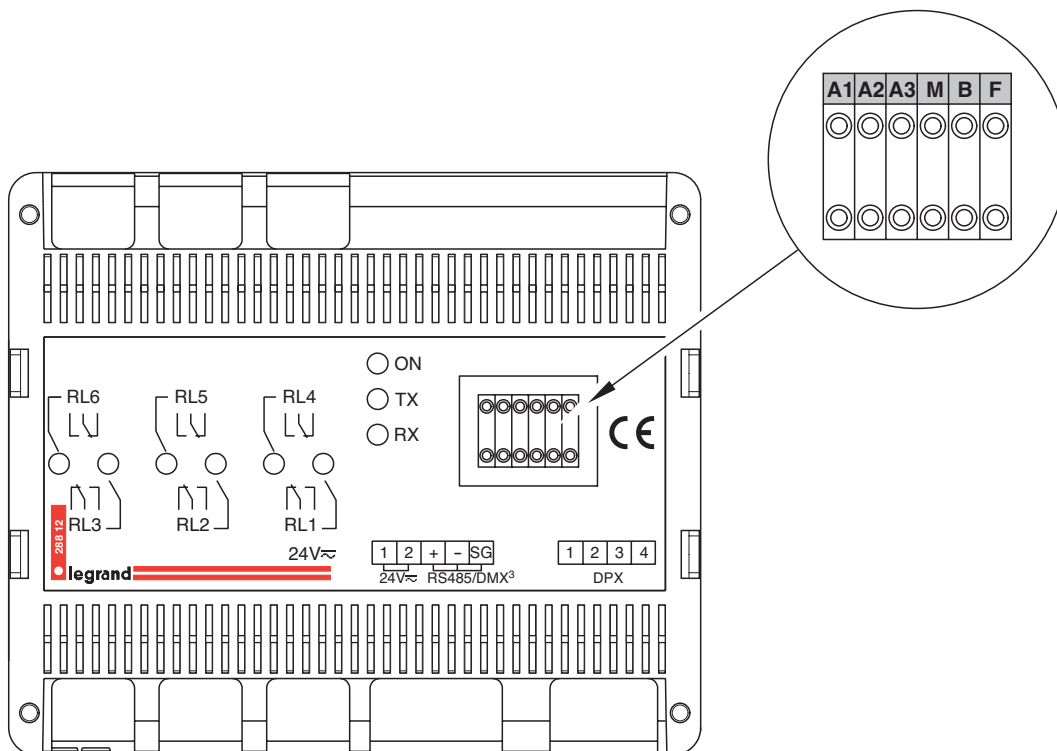 A1 A2 A3 M B F
ON
TX
RX
RL6 RL5 RL4
RL3 RL2 RL1
CE
288 12
legrand
24V⎓
1 2 + – SG
24V⎓ RS485/DMX³
1 2 3 4
DPX